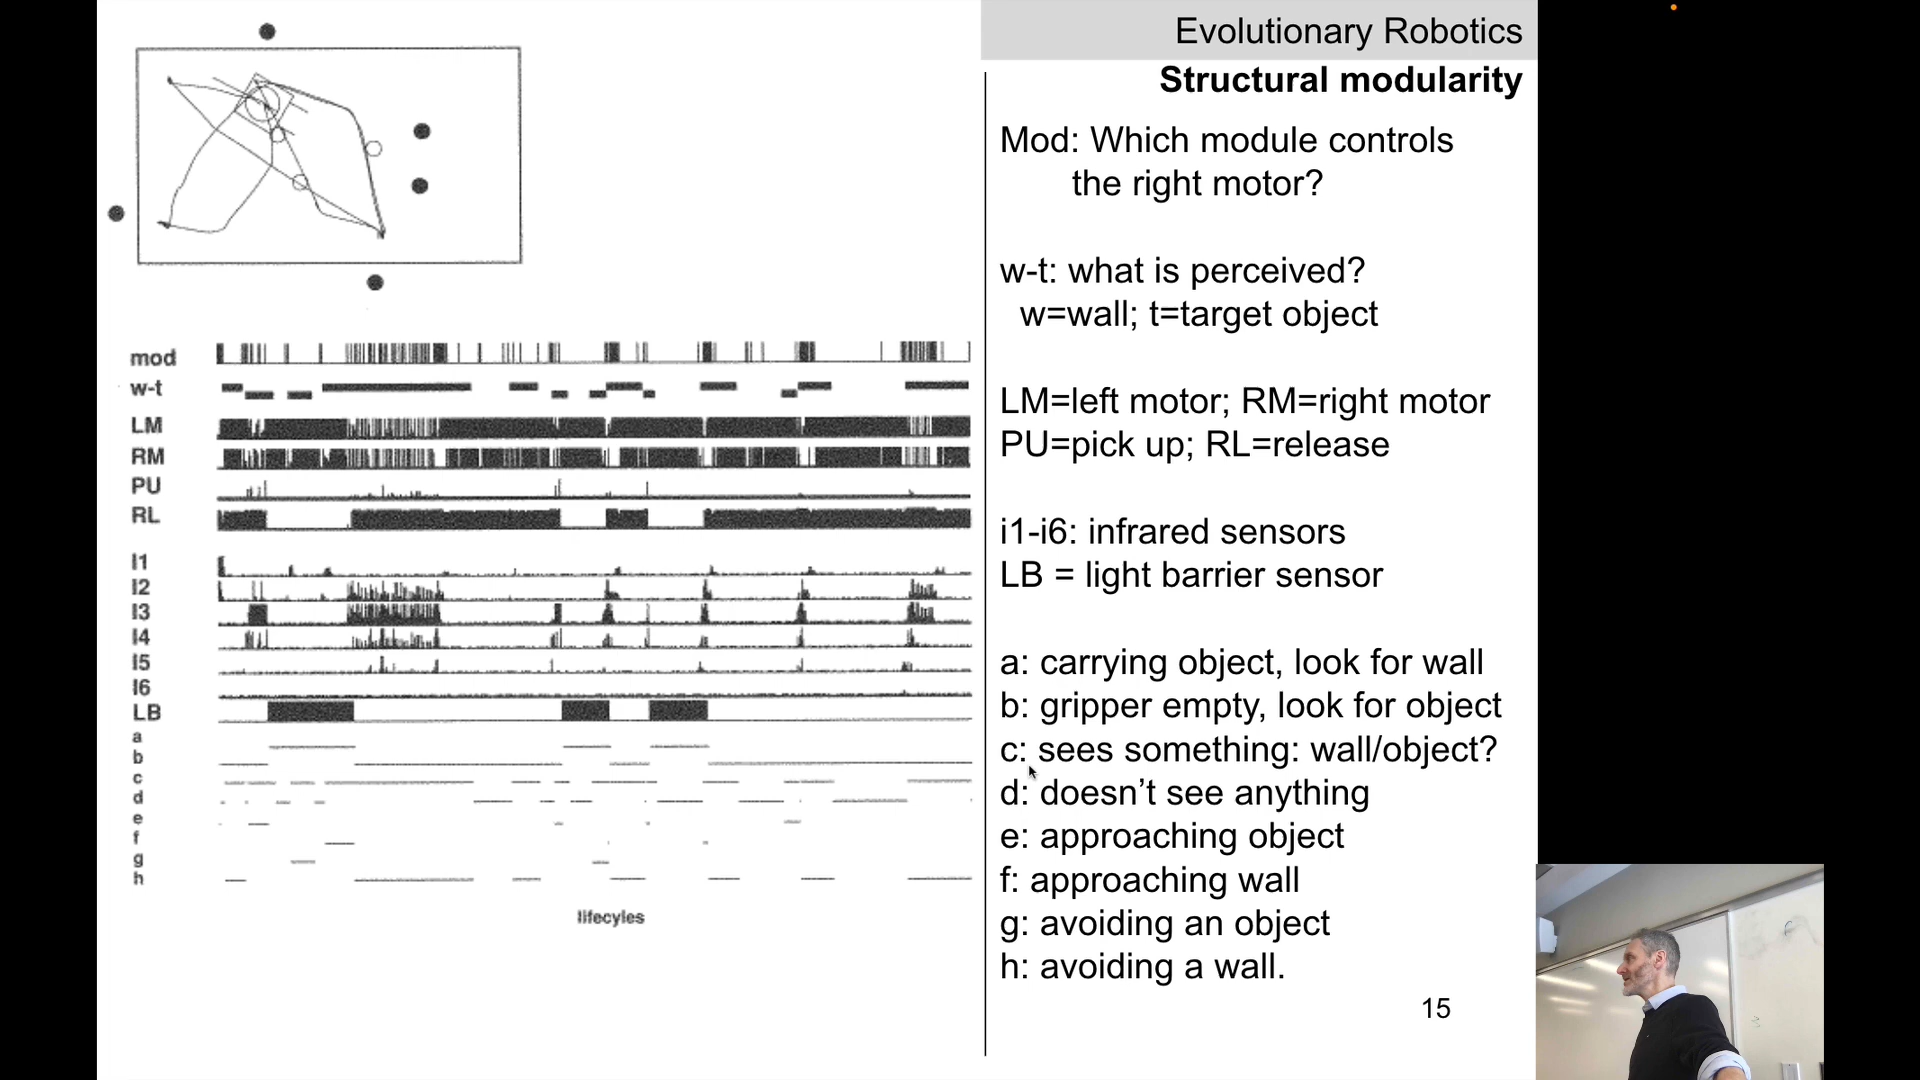 Evolutionary Robotics
Structural modularity
Mod: Which module controls
the right motor?
w-t: what is perceived?
w=wall; t=target object
LM=left motor; RM=right motor
PU=pick up; RL=release
i1-i6: infrared sensors
LB = light barrier sensor
a: carrying object, look for wall
b: gripper empty, look for object
c: sees something: wall/object?
d: doesn’t see anything
e: approaching object
f: approaching wall
g: avoiding an object
h: avoiding a wall.
15
mod
w-t
LM
RM
PU
RL
I1
I2
I3
I4
I5
I6
LB
a
b
c
d
e
f
g
h
lifecyles